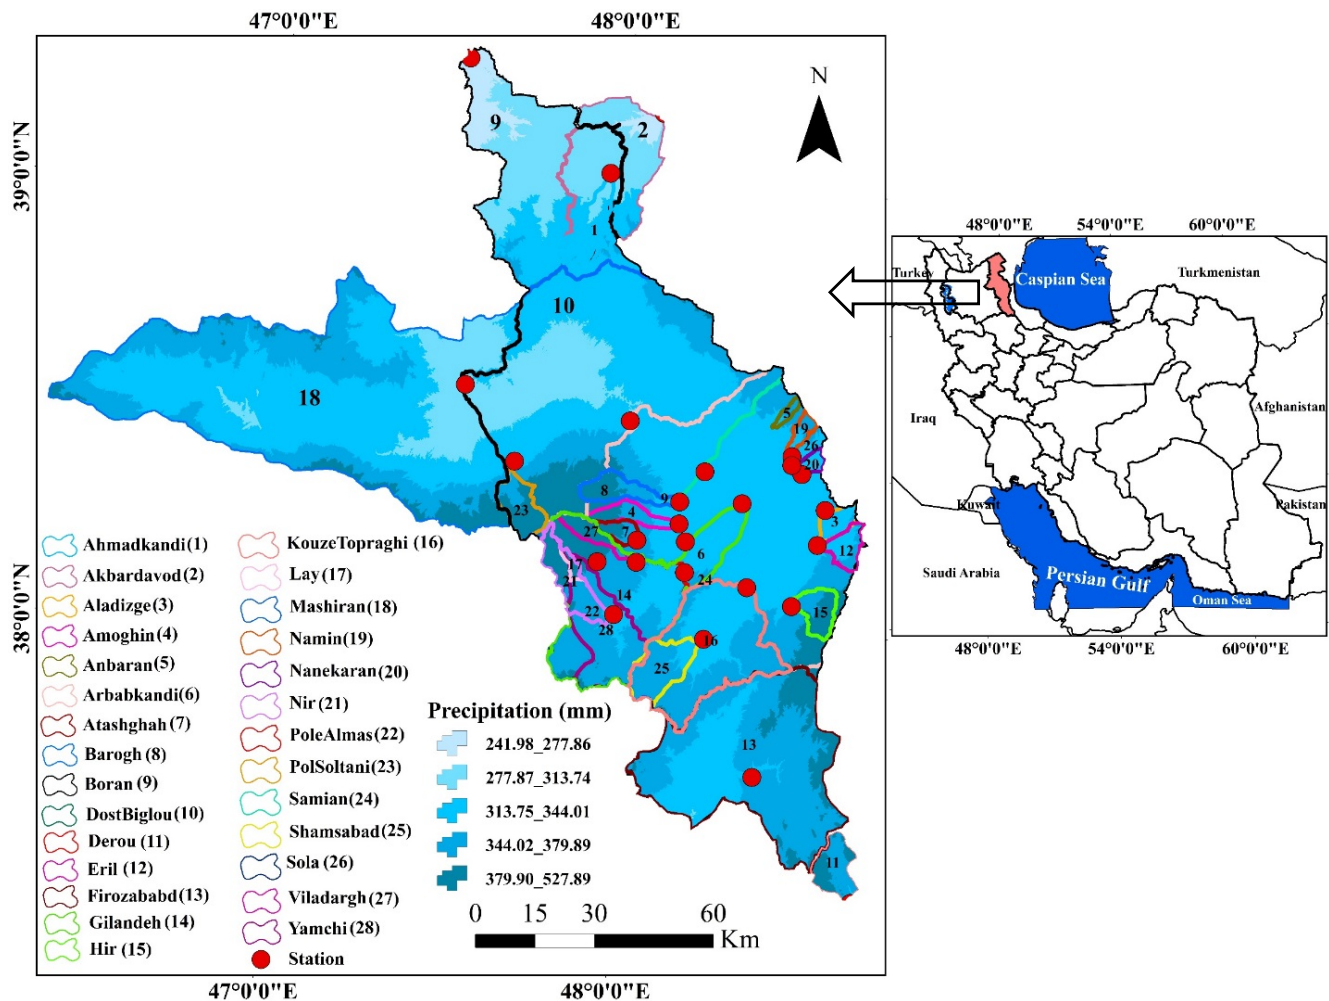 47°0'0"E
48°0'0"E
N
39°0'0"N
38°0'0"N
9
2
1
10
18
5
19
26
20
8
9
23
4
27
7
6
3
12
17
21
24
14
22
28
15
16
25
13
11
Ahmadkandi(1)
Akbardavod(2)
Aladizge(3)
Amoghin(4)
Anbaran(5)
Arbabkandi(6)
Atashghah(7)
Barogh(8)
Boran(9)
DostBiglou(10)
Derou (11)
Eril (12)
Firozababd(13)
Gilandeh (14)
Hir (15)
KouzeTopraghi (16)
Lay(17)
Mashiran(18)
Namin(19)
Nanekaran(20)
Nir(21)
PoleAlmas(22)
PolSoltani(23)
Samian(24)
Shamsabad(25)
Sola(26)
Viladargh(27)
Yamchi(28)
Station
Precipitation (mm)
241.98_277.86
277.87_313.74
313.75_344.01
344.02_379.89
379.90_527.89
0 15 30 60
Km
47°0'0"E
48°0'0"E
48°0'0"E
54°0'0"E
60°0'0"E
Turkey
Caspian Sea
Turkmenistan
Iraq
Afghanistan
Kuwait
Pakistan
Saudi Arabia
Persian Gulf
Oman Sea
48°0'0"E
54°0'0"E
60°0'0"E